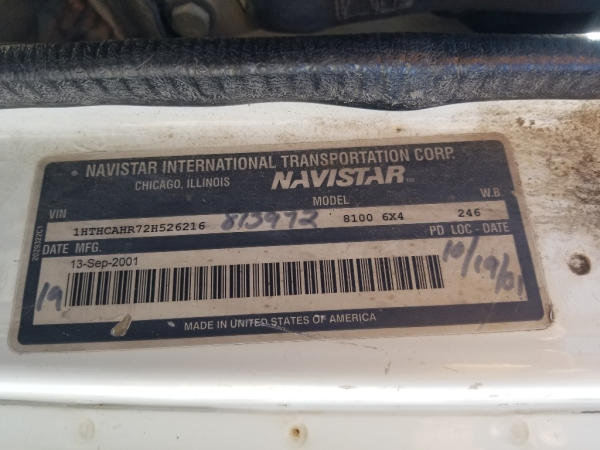 NAVISTAR INTERNATIONAL TRANSPORTATION CORP.
CHICAGO, ILLINOIS NAVISTAR
VIN MODEL W.B.
1HTHCAHR72H526216 813992 8100 6X4 246
DATE MFG. PD LOC - DATE
13-Sep-2001 10/19/01
19
MADE IN UNITED STATES OF AMERICA
2029322C1